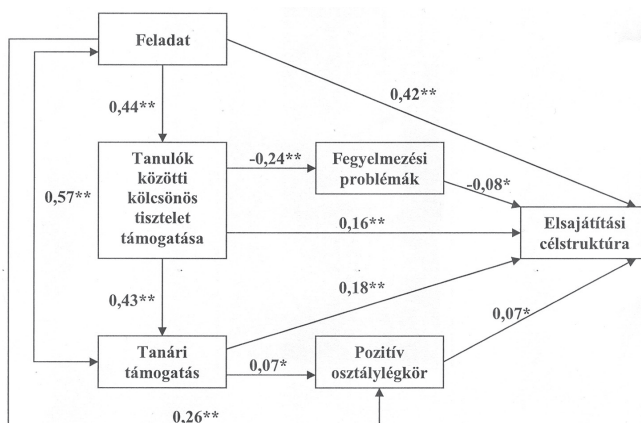 Feladat
0,42**
0,44**
Tanulók
közötti
kölcsönös
tisztelet
támogatása
-0,24**
Fegyelmezési
problémák
-0,08*
0,57**
0,16**
Elsajátítási
célstruktúra
0,43**
0,18**
0,07*
Tanári
támogatás
0,07*
Pozitív
osztálylégkör
0,26**